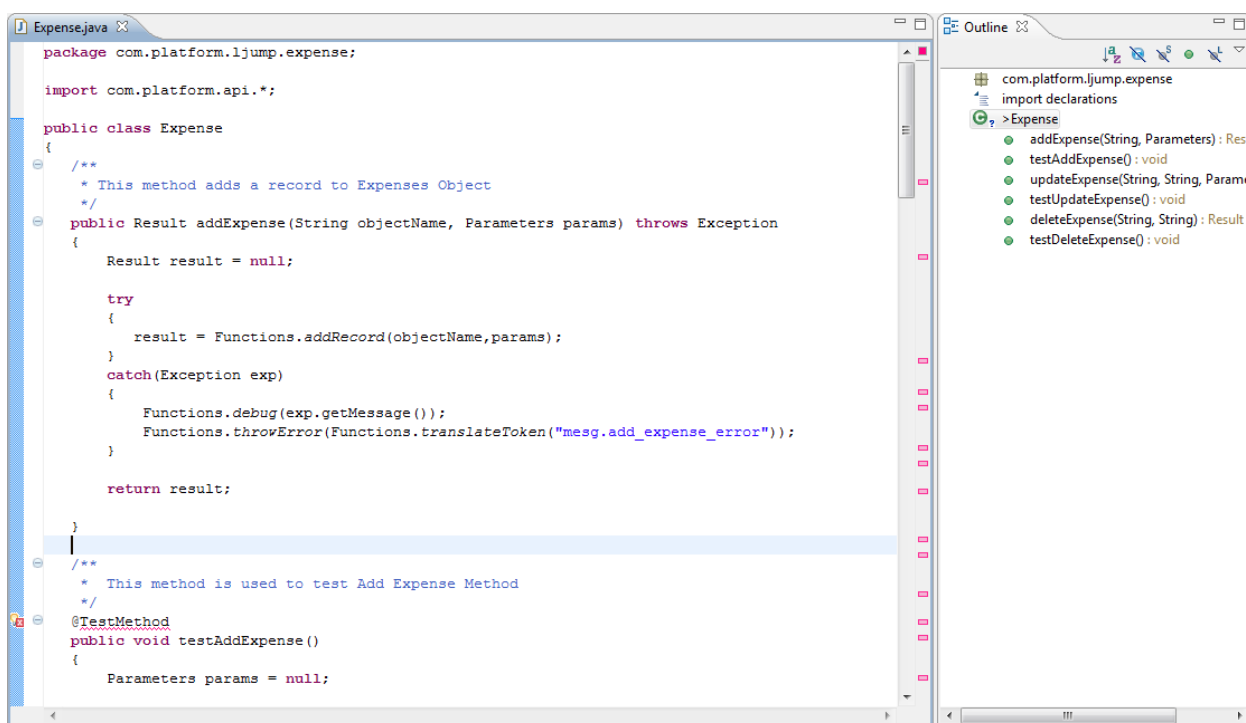 Expense.java
package com.platform.ljump.expense;
import com.platform.api.*;
public class Expense
{
/**
* This method adds a record to Expenses Object
*/
public Result addExpense(String objectName, Parameters params) throws Exception
{
Result result = null;
try
{
result = Functions.addRecord(objectName,params);
}
catch(Exception exp)
{
Functions.debug(exp.getMessage());
Functions.throwError(Functions.translateToken("mesg.add_expense_error"));
}
return result;
}
/**
* This method is used to test Add Expense Method
*/
@TestMethod
public void testAddExpense()
{
Parameters params = null;
Outline
com.platform.ljump.expense
import declarations
>Expense
addExpense(String, Parameters) : Res
testAddExpense() : void
updateExpense(String, String, Parame
testUpdateExpense() : void
deleteExpense(String, String) : Result
testDeleteExpense() : void